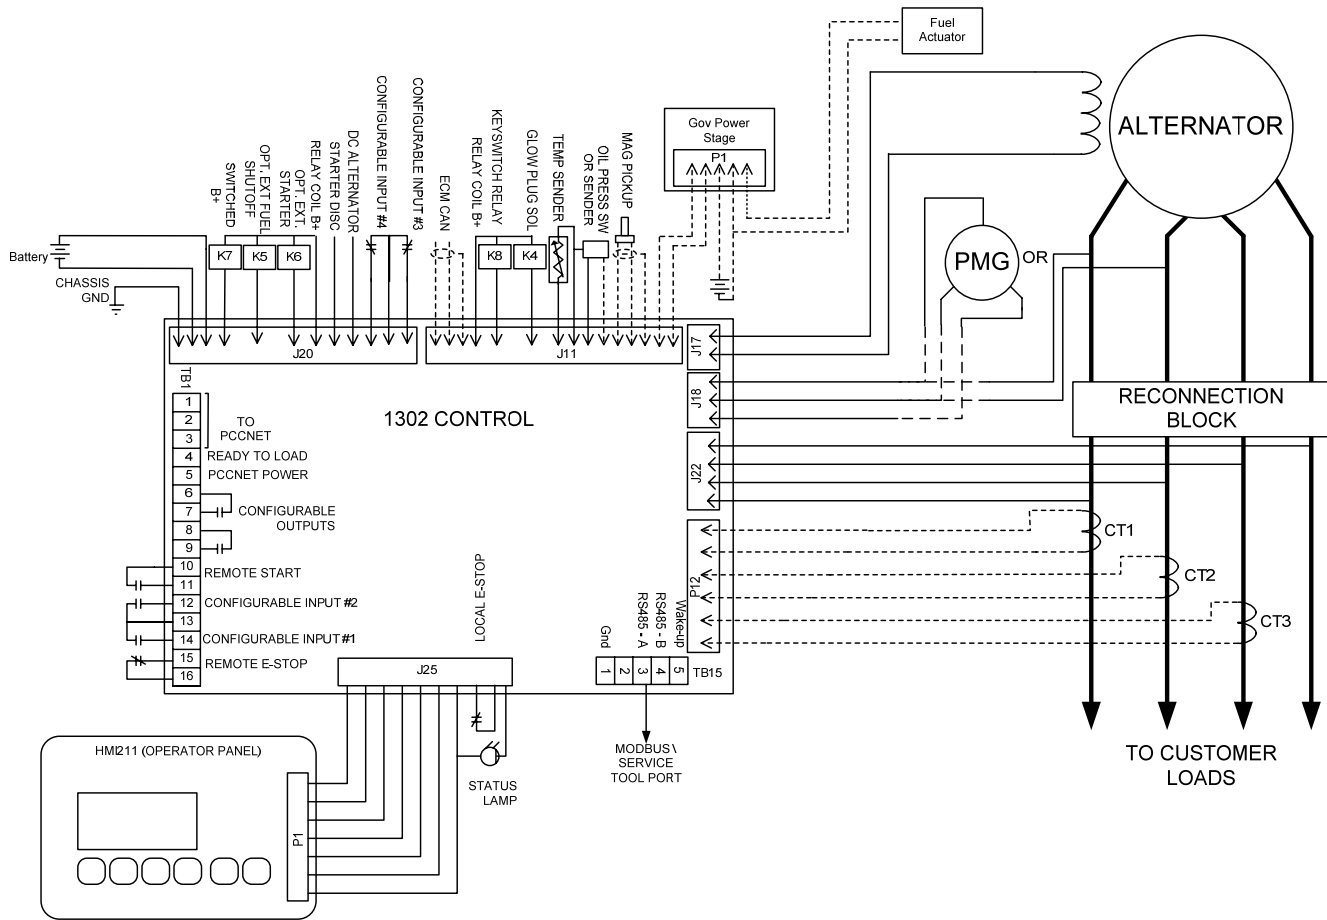 Fuel
Actuator
ALTERNATOR
Gov Power
Stage
P1
CONFIGURABLE INPUT #4
CONFIGURABLE INPUT #3
SWITCHED
B+
OPT. EXT FUEL
SHUTOFF
OPT. EXT.
STARTER
RELAY COIL B+
STARTER DISC
DC ALTERNATOR
ECM CAN
RELAY COIL B+
KEYSWITCH RELAY
GLOW PLUG SOL
TEMP SENDER
OIL PRESS SW
OR SENDER
MAG PICKUP
Battery
K7
K5
K6
K8
K4
PMG
OR
CHASSIS
GND
J20
J11
J17
J18
J22
P12
TB1
1302 CONTROL
RECONNECTION
BLOCK
1
2
3
4
5
6
7
8
9
10
11
12
13
14
15
16
TO
PCCNET
READY TO LOAD
PCCNET POWER
CONFIGURABLE
OUTPUTS
REMOTE START
CONFIGURABLE INPUT #2
CONFIGURABLE INPUT #1
REMOTE E-STOP
LOCAL E-STOP
CT1
CT2
CT3
Gnd
RS485 - A
RS485 - B
Wake-up
1
2
3
4
5
TB15
J25
MODBUS\
SERVICE
TOOL PORT
STATUS
LAMP
TO CUSTOMER
LOADS
HMI211 (OPERATOR PANEL)
P1